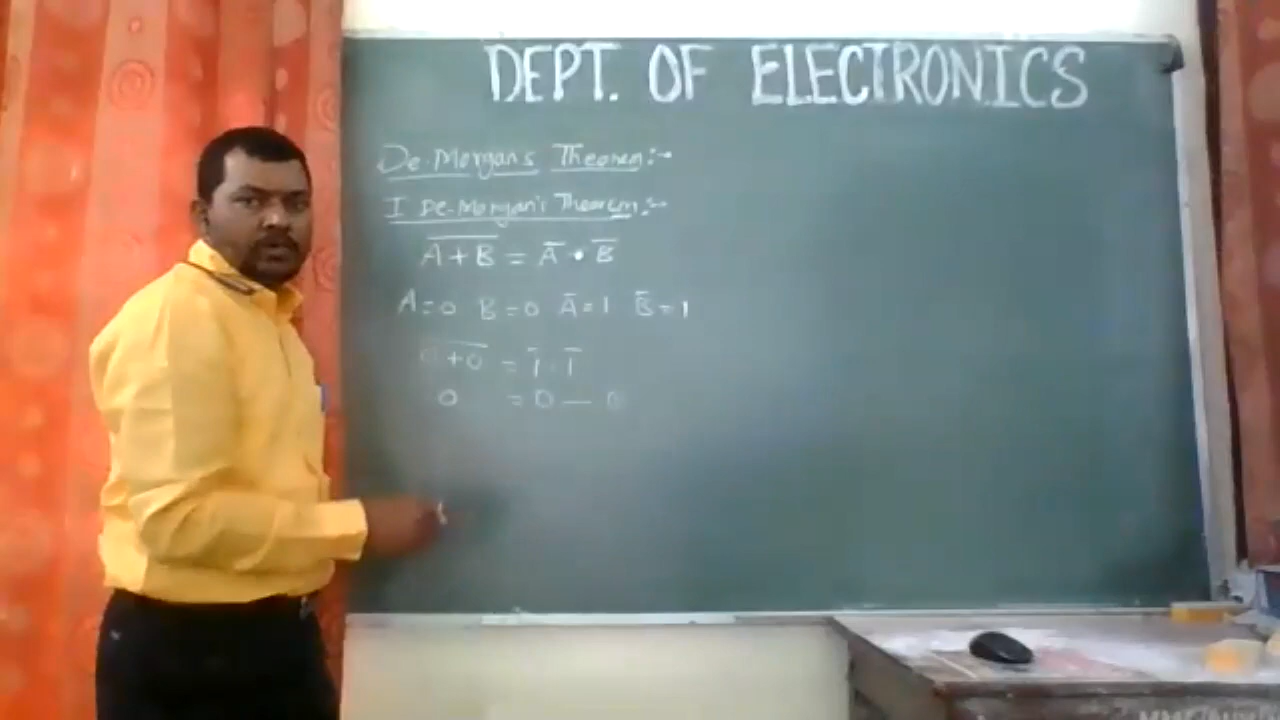 DEPT. OF ELECTRONICS
De-Morgan's Theorem:-
I De-Morgan's Theorem:-
A̅ ̅+̅ ̅B̅ = A̅ • B̅
A=0 B=0 A̅=1 B̅=1
0̅ ̅+̅ ̅0̅ = 1̅ . 1̅
0 = 0 — 0